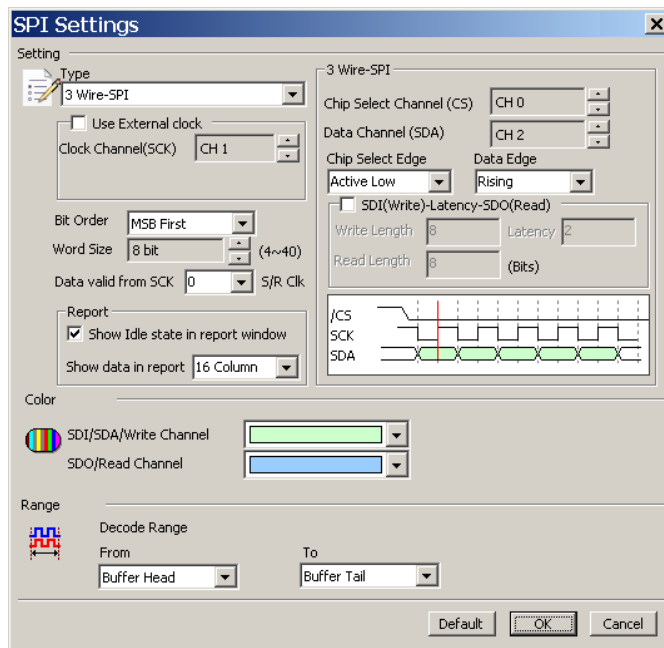 SPI Settings
Setting
Type
3 Wire-SPI
Use External clock
Clock Channel(SCK) CH 1
Bit Order MSB First
Word Size 8 bit (4~40)
Data valid from SCK 0 S/R Clk
Report
Show Idle state in report window
Show data in report 16 Column
3 Wire-SPI
Chip Select Channel (CS) CH 0
Data Channel (SDA) CH 2
Chip Select Edge Data Edge
Active Low Rising
SDI(Write)-Latency-SDO(Read)
Write Length 8 Latency 2
Read Length 8 (Bits)
/CS
SCK
SDA
Color
SDI/SDA/Write Channel
SDO/Read Channel
Range
Decode Range
From To
Buffer Head Buffer Tail
Default OK Cancel